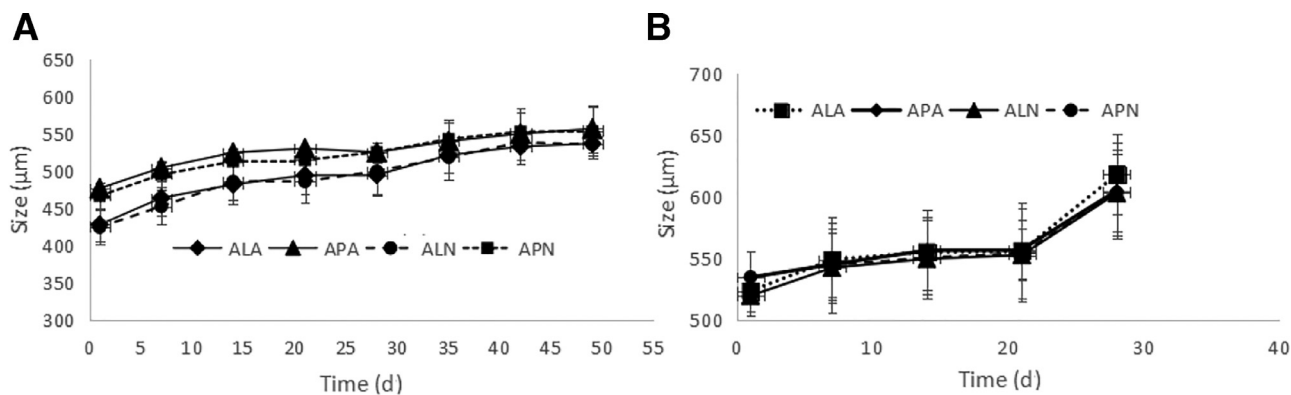 A
B
650
600
550
500
450
400
350
300
Size (µm)
ALA APA ALN APN
0 5 10 15 20 25 30 35 40 45 50 55
Time (d)
700
650
600
550
500
Size (µm)
ALA APA ALN APN
0 10 20 30 40
Time (d)